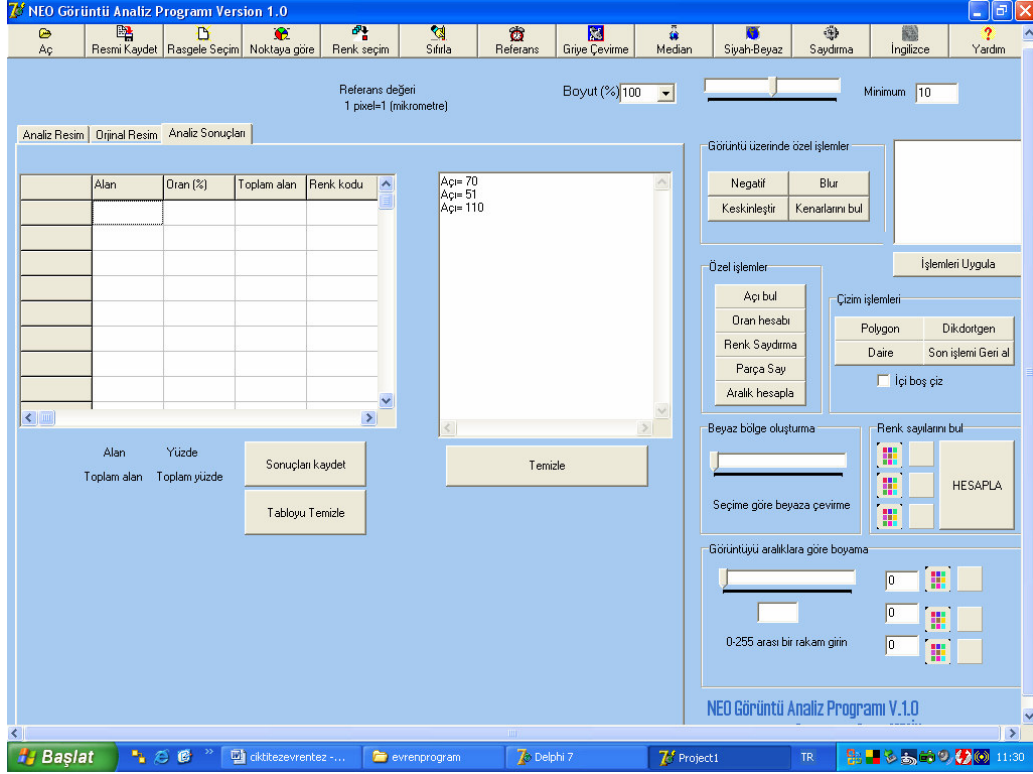 NEO Görüntü Analiz Programı Version 1.0
Aç Resmi Kaydet Rasgele Seçim Noktaya göre Renk seçim Sıfırla Referans Griye Çevirme Median Siyah-Beyaz Saydırma İngilizce Yardım
Referans değeri
1 pixel=1 (mikrometre)
Boyut (%) 100
Minimum 10
Analiz Resim Orjinal Resim Analiz Sonuçları
Alan Oran (%) Toplam alan Renk kodu
Açı= 70
Açı= 51
Açı= 110
Alan Yüzde
Toplam alan Toplam yüzde
Sonuçları kaydet
Tabloyu Temizle
Temizle
Görüntü üzerinde özel işlemler
Negatif Blur
Keskinleştir Kenarlarını bul
İşlemleri Uygula
Özel işlemler
Açı bul
Oran hesabı
Renk Saydırma
Parça Say
Aralık hesapla
Çizim işlemleri
Polygon Dikdortgen
Daire Son işlemi Geri al
İçi boş çiz
Beyaz bölge oluşturma
Seçime göre beyaza çevirme
Renk sayılarını bul
HESAPLA
Görüntüyü aralıklara göre boyama
0
0
0
0-255 arası bir rakam girin
NEO Görüntü Analiz Programı V.1.0
Başlat ciktitezevrentez -... evrenprogram Delphi 7 Project1 TR 11:30